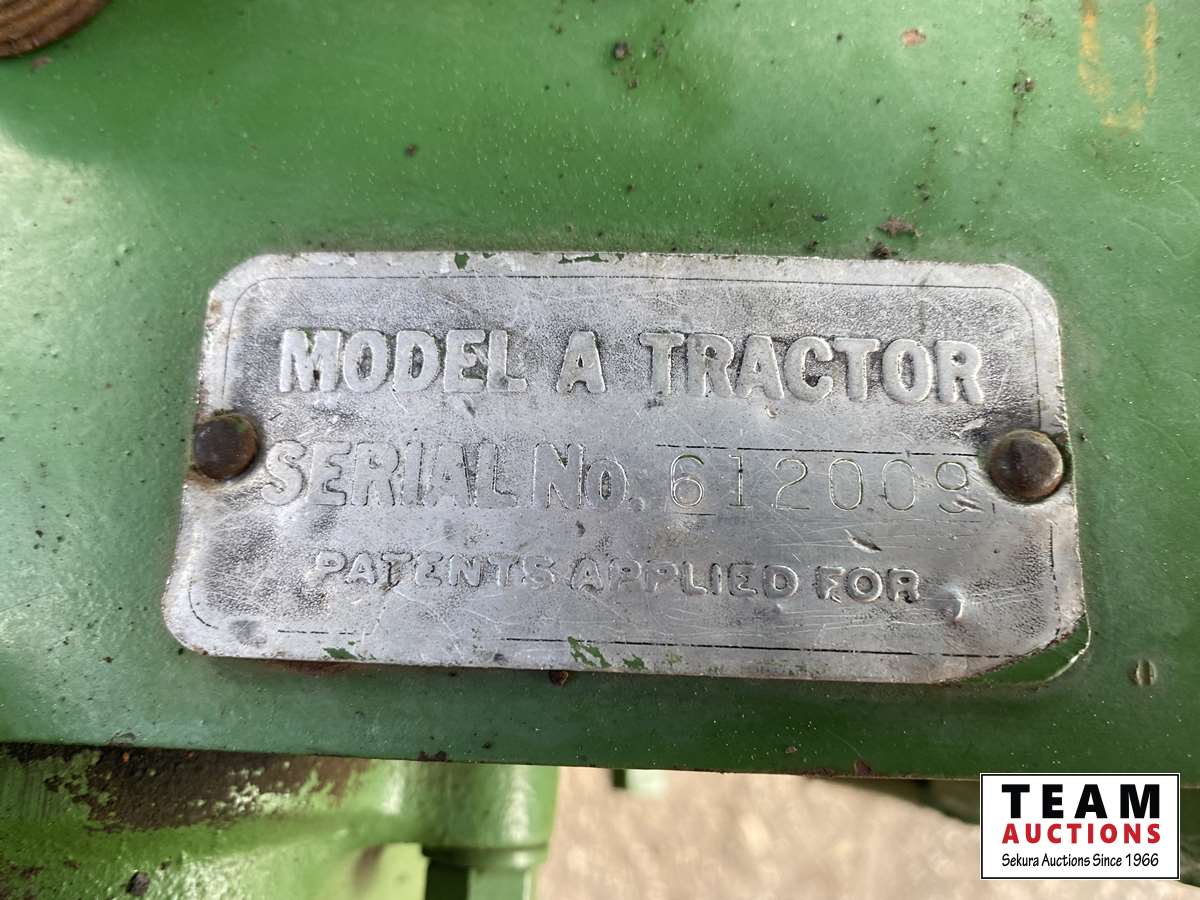 MODEL A TRACTOR
SERIAL No. 612009
PATENTS APPLIED FOR
TEAM
AUCTIONS
Sekura Auctions Since 1966